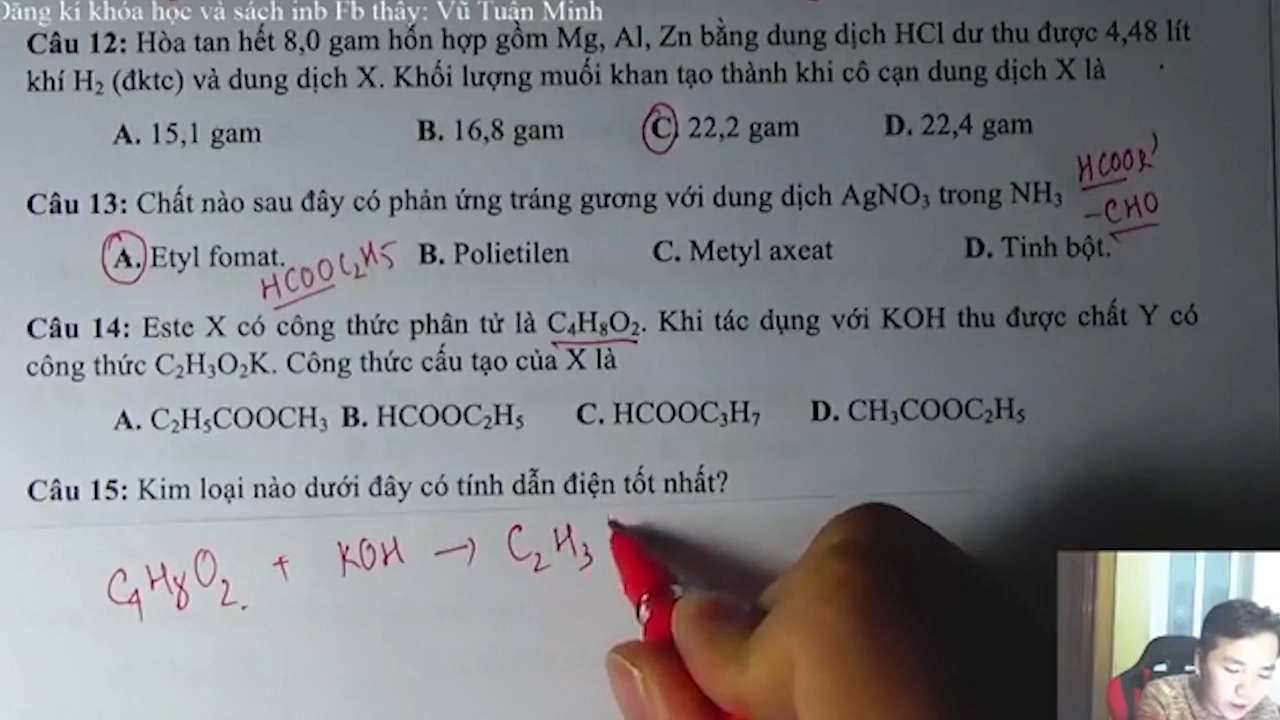 Đăng kí khóa học và sách inb Fb thầy: Vũ Tuấn Minh
Câu 12: Hòa tan hết 8,0 gam hỗn hợp gồm Mg, Al, Zn bằng dung dịch HCl dư thu được 4,48 lít
khí H₂ (đktc) và dung dịch X. Khối lượng muối khan tạo thành khi cô cạn dung dịch X là
A. 15,1 gam B. 16,8 gam C. 22,2 gam D. 22,4 gam
HCOOR'
Câu 13: Chất nào sau đây có phản ứng tráng gương với dung dịch AgNO₃ trong NH₃
-CHO
A. Etyl fomat. B. Polietilen C. Metyl axeat D. Tinh bột.
HCOOC₂H₅
Câu 14: Este X có công thức phân tử là C₄H₈O₂. Khi tác dụng với KOH thu được chất Y có
công thức C₂H₃O₂K. Công thức cấu tạo của X là
A. C₂H₅COOCH₃ B. HCOOC₂H₅ C. HCOOC₃H₇ D. CH₃COOC₂H₅
Câu 15: Kim loại nào dưới đây có tính dẫn điện tốt nhất?
C₄H₈O₂ + KOH → C₂H₃